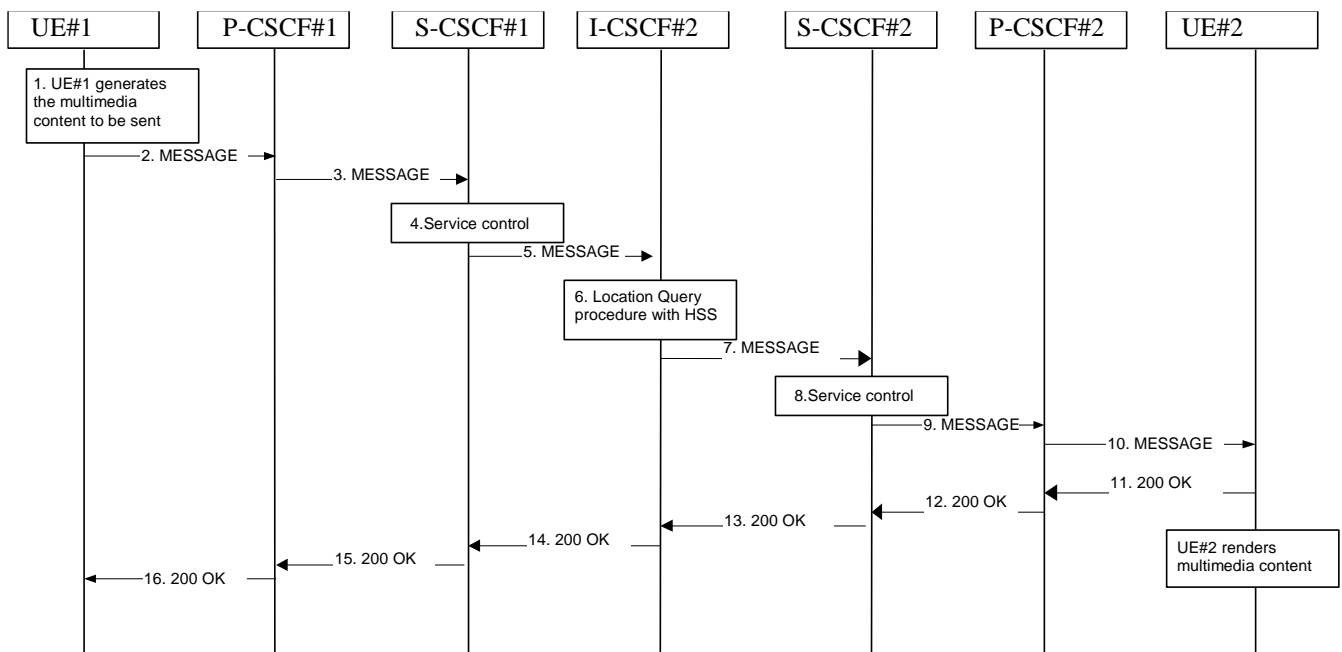 UE#1
P-CSCF#1
S-CSCF#1
I-CSCF#2
S-CSCF#2
P-CSCF#2
UE#2
1. UE#1 generates
the multimedia
content to be sent
2. MESSAGE
3. MESSAGE
4.Service control
5. MESSAGE
6. Location Query
procedure with HSS
7. MESSAGE
8.Service control
9. MESSAGE
10. MESSAGE
11. 200 OK
12. 200 OK
13. 200 OK
14. 200 OK
15. 200 OK
16. 200 OK
UE#2 renders
multimedia content